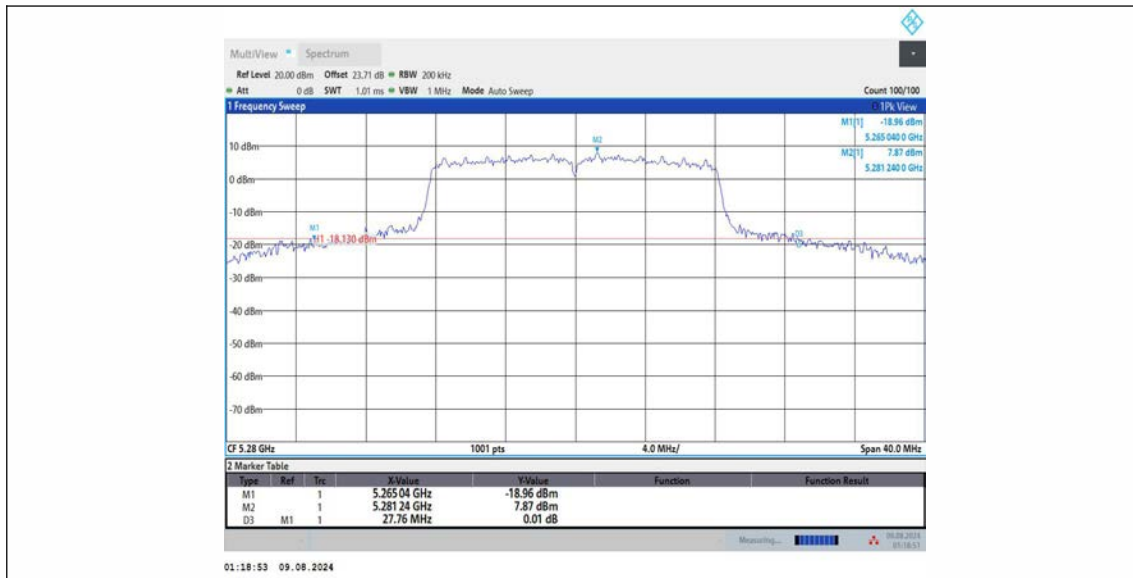 MultiView Spectrum
Ref Level 20.00 dBm Offset 23.71 dB RBW 200 kHz
Att 0 dB SWT 1.01 ms VBW 1 MHz Mode Auto Sweep Count 100/100
1 Frequency Sweep 1Pk View
M1[1] -18.96 dBm
5.265 040 0 GHz
M2[1] 7.87 dBm
5.281 240 0 GHz
M2
10 dBm
0 dBm
-10 dBm
M1
H1 -18.130 dBm
D3
-20 dBm
-30 dBm
-40 dBm
-50 dBm
-60 dBm
-70 dBm
CF 5.28 GHz 1001 pts 4.0 MHz/ Span 40.0 MHz
2 Marker Table
Type Ref Trc X-Value Y-Value Function Function Result
M1 1 5.265 04 GHz -18.96 dBm
M2 1 5.281 24 GHz 7.87 dBm
D3 M1 1 27.76 MHz 0.01 dB
Measuring... 09.08.2024
01:18:51
01:18:53 09.08.2024